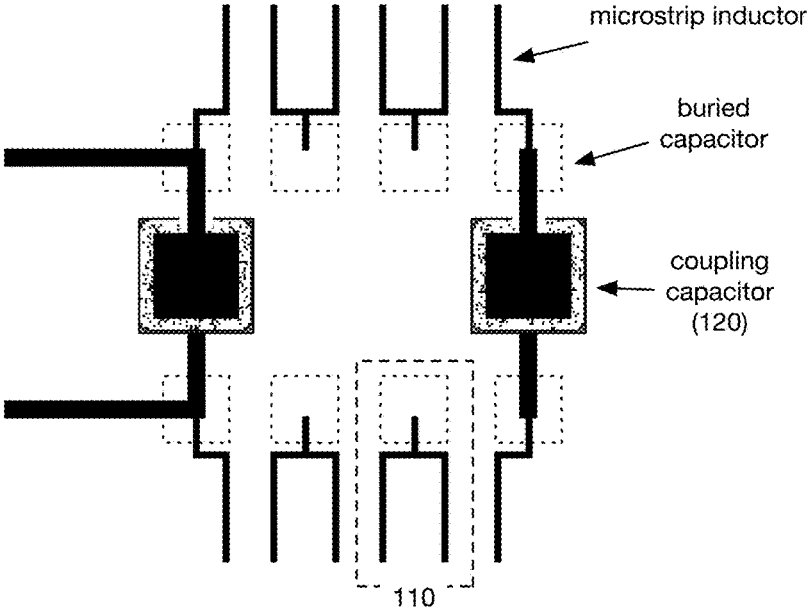 microstrip inductor
buried
capacitor
coupling
capacitor
(120)
110